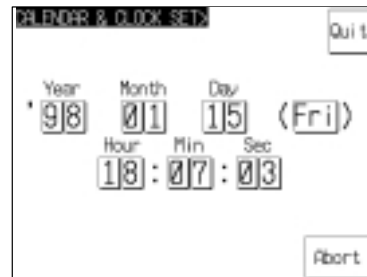 CALENDAR & CLOCK SET>
Quit
Year Month Day
'98 01 15 (Fri)
Hour Min Sec
18:07:03
Abort